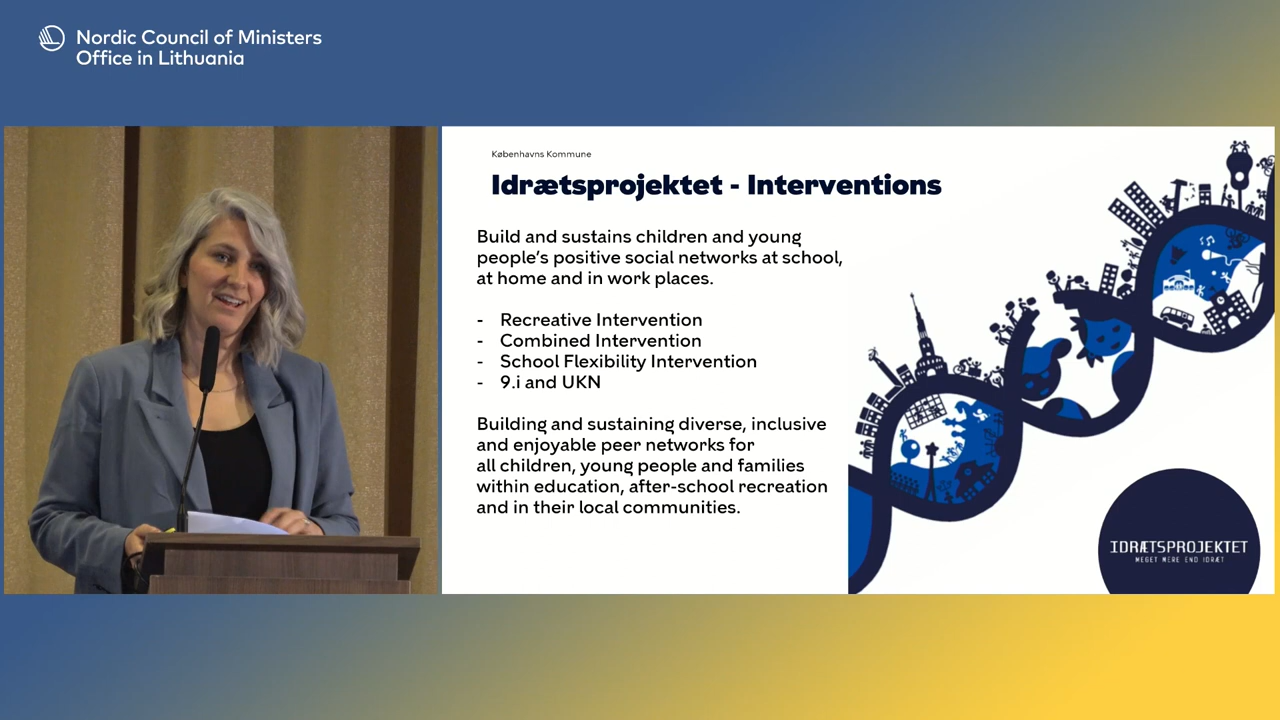 Nordic Council of Ministers
Office in Lithuania
Københavns Kommune
Idrætsprojektet - Interventions
Build and sustains children and young
people's positive social networks at school,
at home and in work places.
- Recreative Intervention
- Combined Intervention
- School Flexibility Intervention
- 9.i and UKN
Building and sustaining diverse, inclusive
and enjoyable peer networks for
all children, young people and families
within education, after-school recreation
and in their local communities.
IDRÆTSPROJEKTET
MEGET MERE END IDRÆT